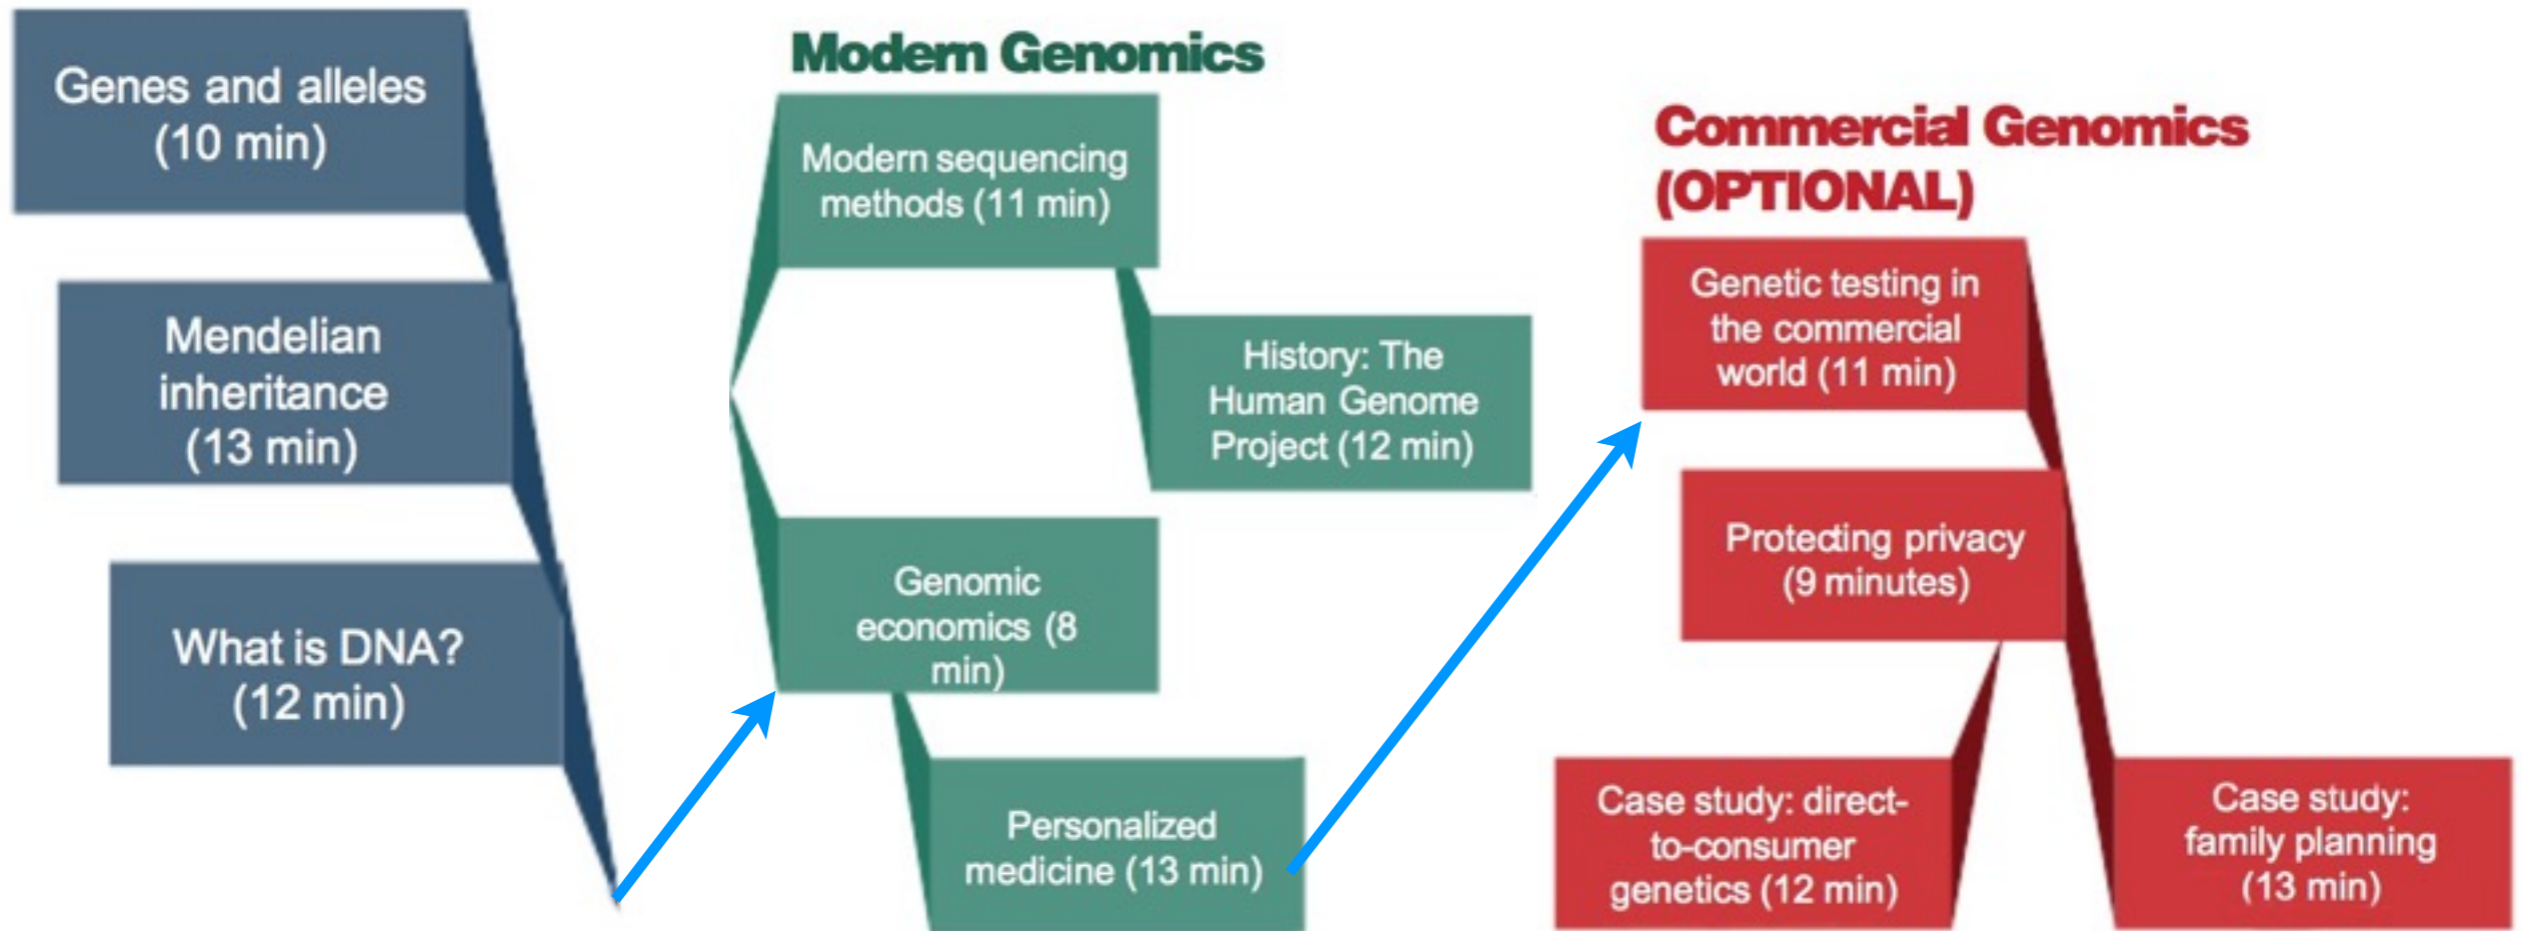 Genes and alleles
(10 min)
Mendelian
inheritance
(13 min)
What is DNA?
(12 min)
Modern Genomics
Modern sequencing
methods (11 min)
History: The
Human Genome
Project (12 min)
Genomic
economics (8
min)
Personalized
medicine (13 min)
Commercial Genomics
(OPTIONAL)
Genetic testing in
the commercial
world (11 min)
Protecting privacy
(9 minutes)
Case study: direct-
to-consumer
genetics (12 min)
Case study:
family planning
(13 min)